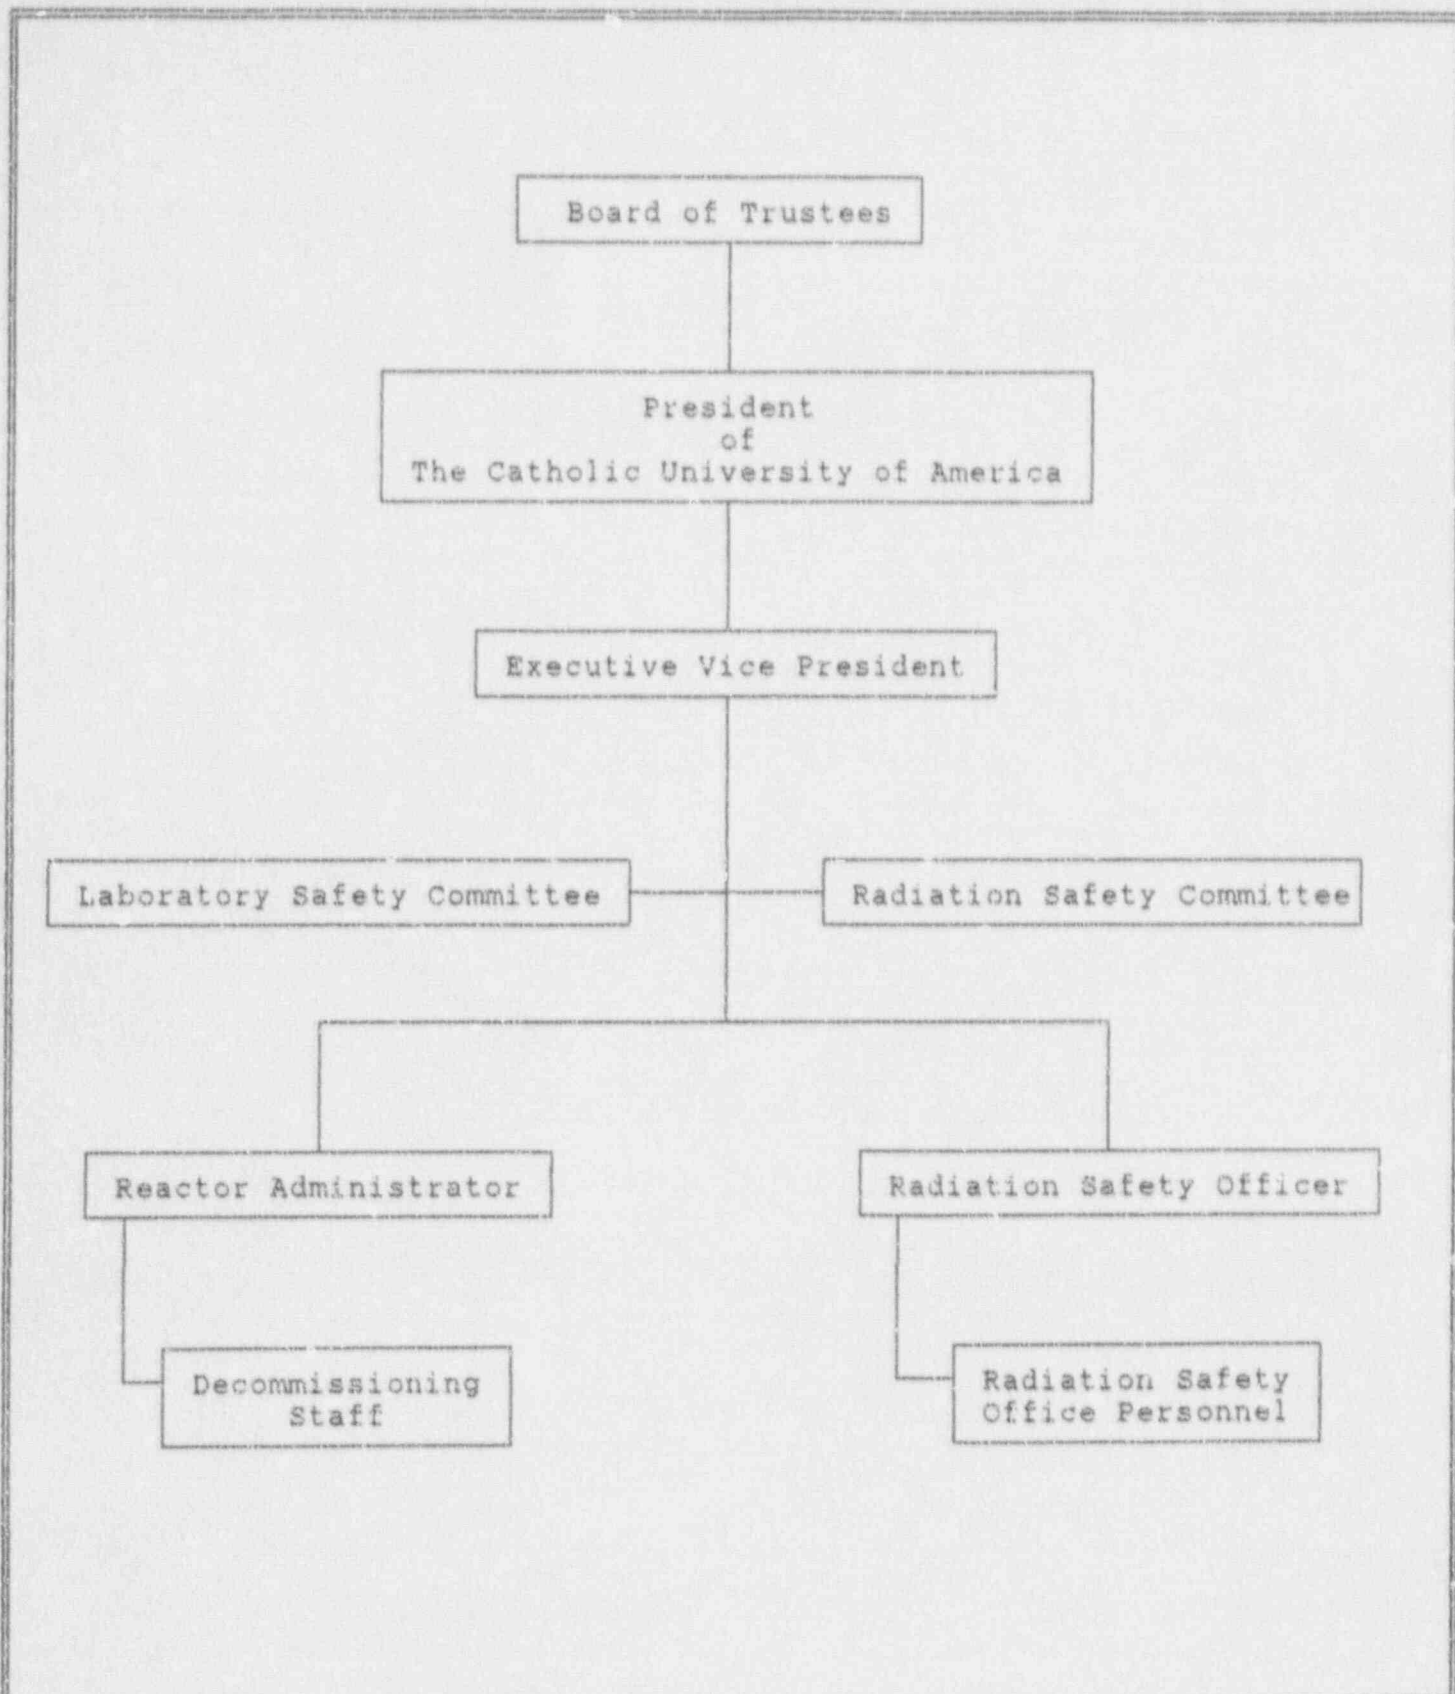 Board of Trustees
President
of
The Catholic University of America
Executive Vice President
Laboratory Safety Committee
Radiation Safety Committee
Reactor Administrator
Radiation Safety Officer
Decommissioning
Staff
Radiation Safety
Office Personnel